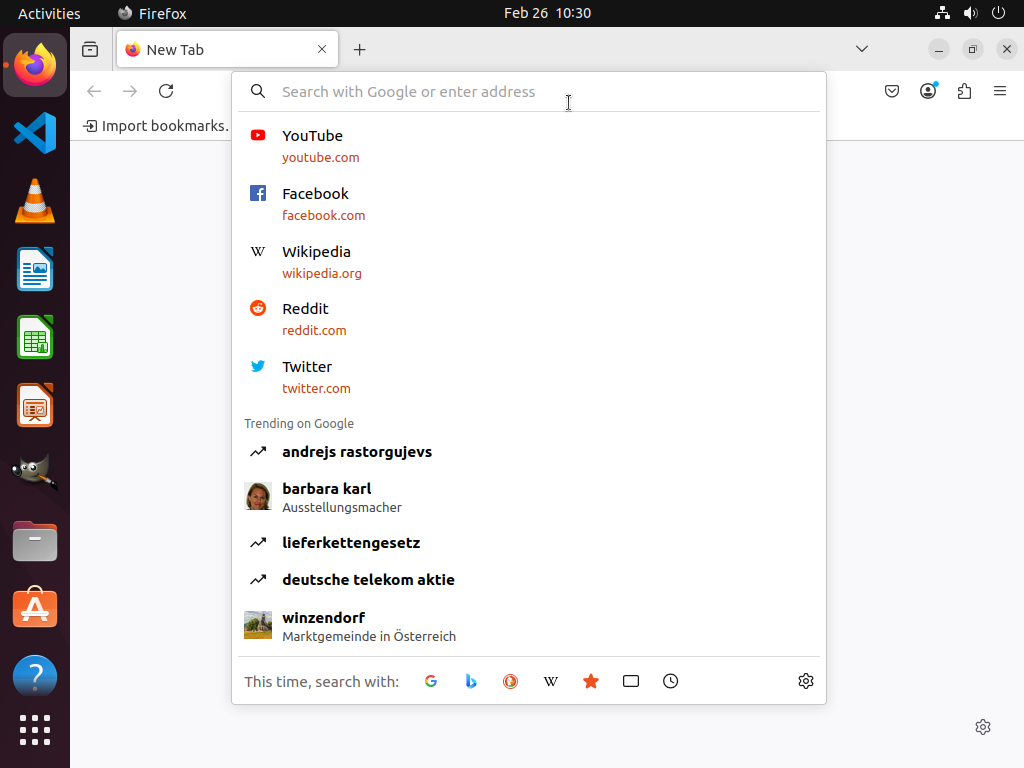 Activities
Firefox
Feb 26 10:30
New Tab
Search with Google or enter address
Import bookmarks.
YouTube
youtube.com
Facebook
facebook.com
Wikipedia
wikipedia.org
Reddit
reddit.com
Twitter
twitter.com
Trending on Google
andrejs rastorgujevs
barbara karl
Ausstellungsmacher
lieferkettengesetz
deutsche telekom aktie
winzendorf
Marktgemeinde in Österreich
This time, search with: